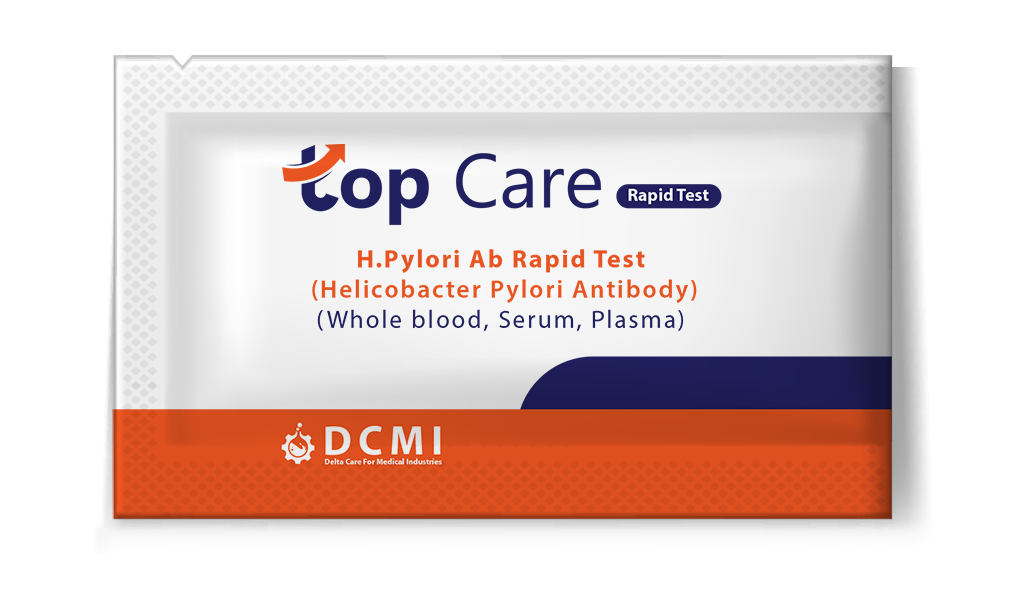 top Care Rapid Test
H.Pylori Ab Rapid Test
(Helicobacter Pylori Antibody)
(Whole blood, Serum, Plasma)
DCMI
Delta Care For Medical Industries